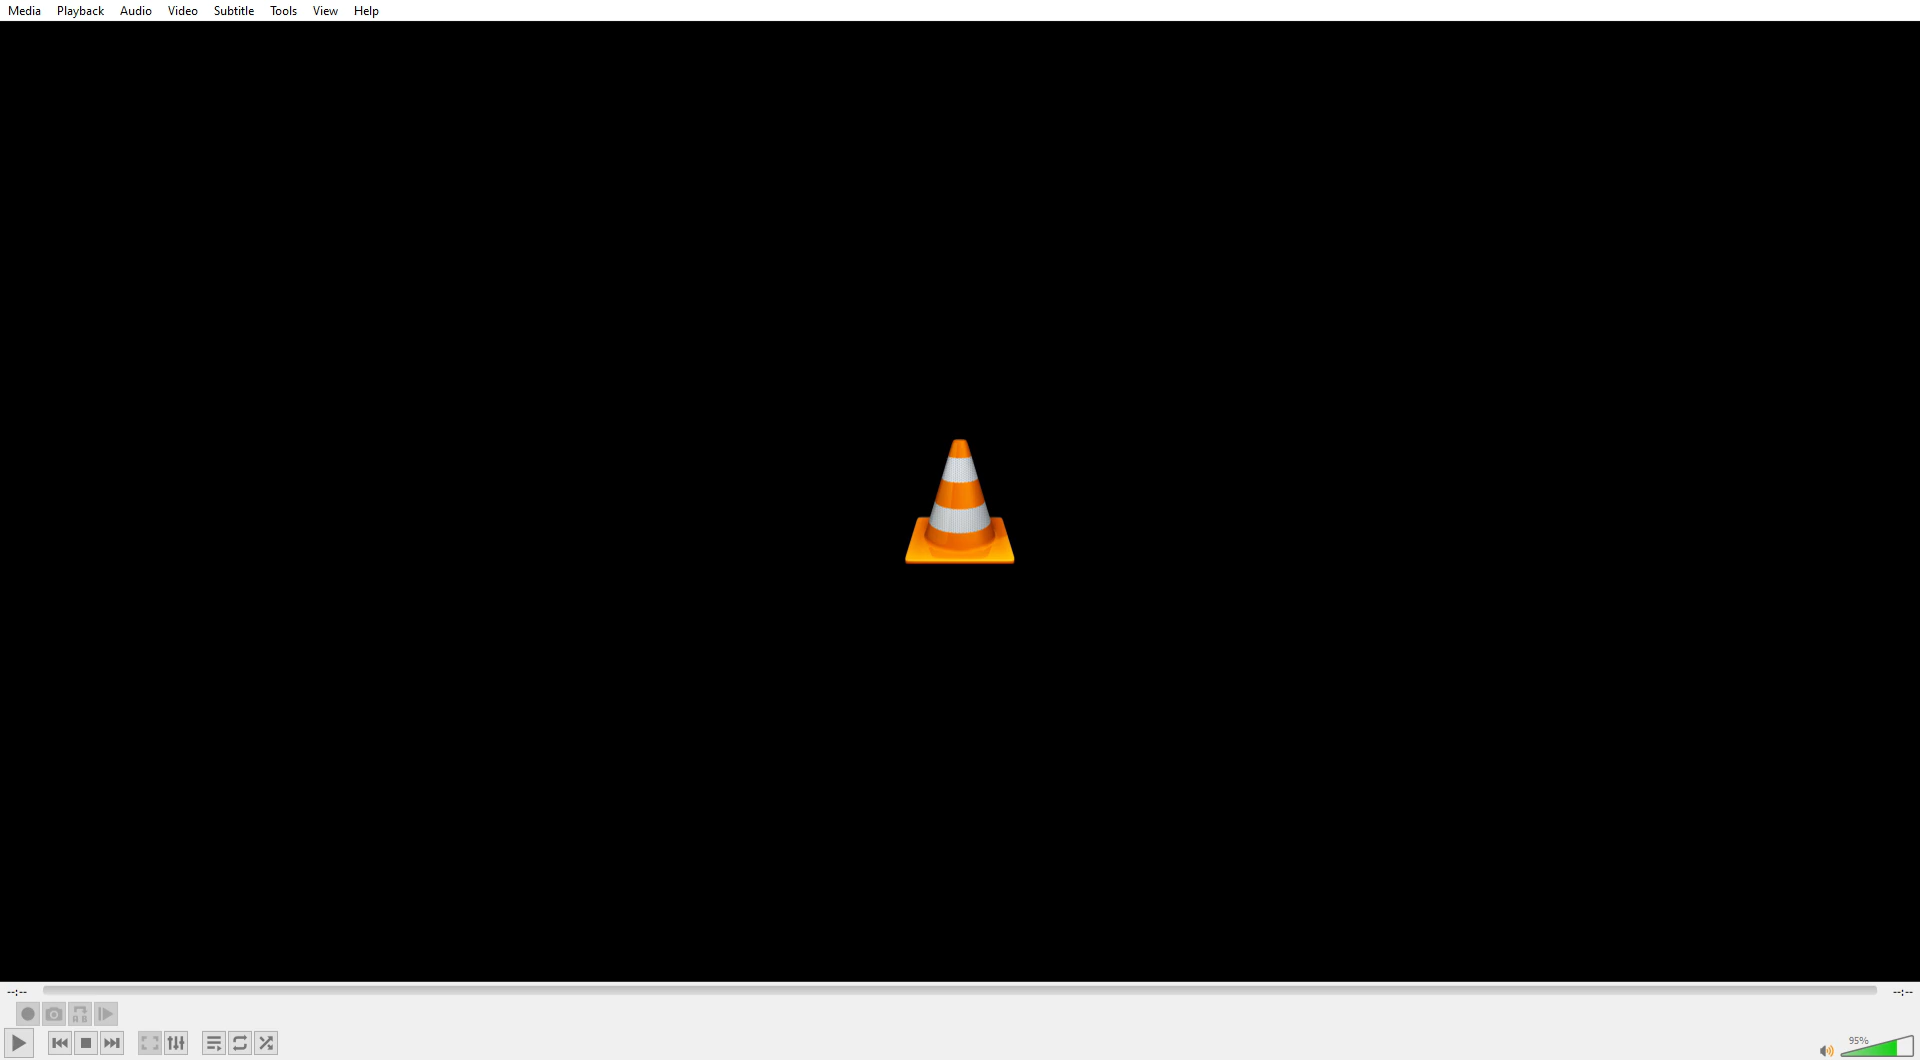 Media Playback Audio Video Subtitle Tools View Help
--:-- --:--
95%